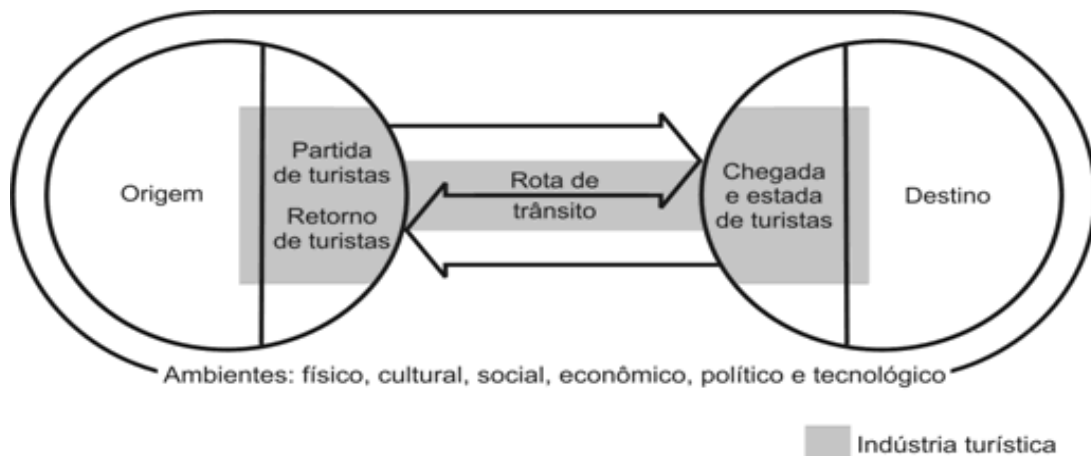 Origem
Partida
de turistas
Retorno
de turistas
Rota de
trânsito
Chegada
e estada
de turistas
Destino
Ambientes: físico, cultural, social, econômico, político e tecnológico
Indústria turística